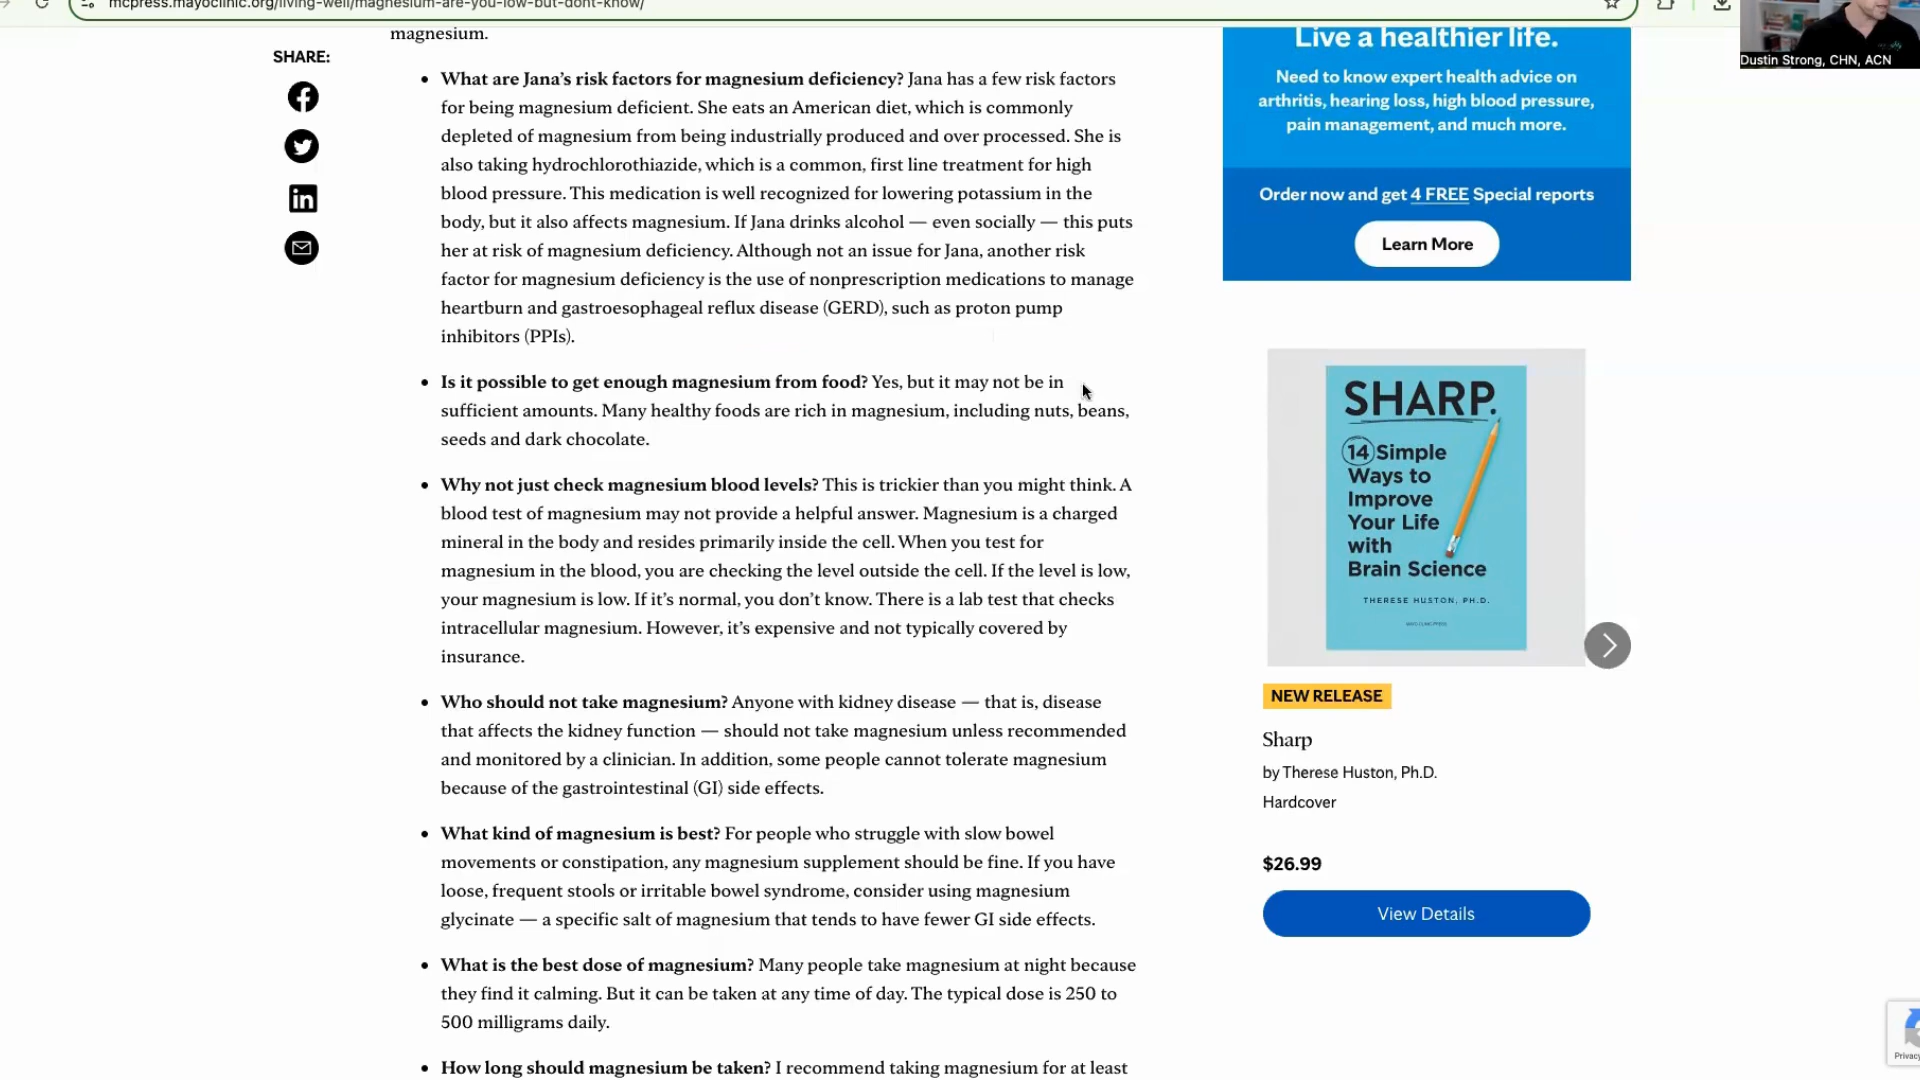 mcpress.mayoclinic.org/living-well/magnesium-are-you-low-but-dont-know/
Dustin Strong, CHN, ACN
SHARE:
magnesium.
• What are Jana's risk factors for magnesium deficiency? Jana has a few risk factors
for being magnesium deficient. She eats an American diet, which is commonly
depleted of magnesium from being industrially produced and over processed. She is
also taking hydrochlorothiazide, which is a common, first line treatment for high
blood pressure. This medication is well recognized for lowering potassium in the
body, but it also affects magnesium. If Jana drinks alcohol — even socially — this puts
her at risk of magnesium deficiency. Although not an issue for Jana, another risk
factor for magnesium deficiency is the use of nonprescription medications to manage
heartburn and gastroesophageal reflux disease (GERD), such as proton pump
inhibitors (PPIs).
• Is it possible to get enough magnesium from food? Yes, but it may not be in
sufficient amounts. Many healthy foods are rich in magnesium, including nuts, beans,
seeds and dark chocolate.
• Why not just check magnesium blood levels? This is trickier than you might think. A
blood test of magnesium may not provide a helpful answer. Magnesium is a charged
mineral in the body and resides primarily inside the cell. When you test for
magnesium in the blood, you are checking the level outside the cell. If the level is low,
your magnesium is low. If it's normal, you don't know. There is a lab test that checks
intracellular magnesium. However, it's expensive and not typically covered by
insurance.
• Who should not take magnesium? Anyone with kidney disease — that is, disease
that affects the kidney function — should not take magnesium unless recommended
and monitored by a clinician. In addition, some people cannot tolerate magnesium
because of the gastrointestinal (GI) side effects.
• What kind of magnesium is best? For people who struggle with slow bowel
movements or constipation, any magnesium supplement should be fine. If you have
loose, frequent stools or irritable bowel syndrome, consider using magnesium
glycinate — a specific salt of magnesium that tends to have fewer GI side effects.
• What is the best dose of magnesium? Many people take magnesium at night because
they find it calming. But it can be taken at any time of day. The typical dose is 250 to
500 milligrams daily.
• How long should magnesium be taken? I recommend taking magnesium for at least
Live a healthier life.
Need to know expert health advice on
arthritis, hearing loss, high blood pressure,
pain management, and much more.
Order now and get 4 FREE Special reports
Learn More
SHARP.
14 Simple
Ways to
Improve
Your Life
with
Brain Science
THERESE HUSTON, PH.D.
MAYO CLINIC PRESS
NEW RELEASE
Sharp
by Therese Huston, Ph.D.
Hardcover
$26.99
View Details